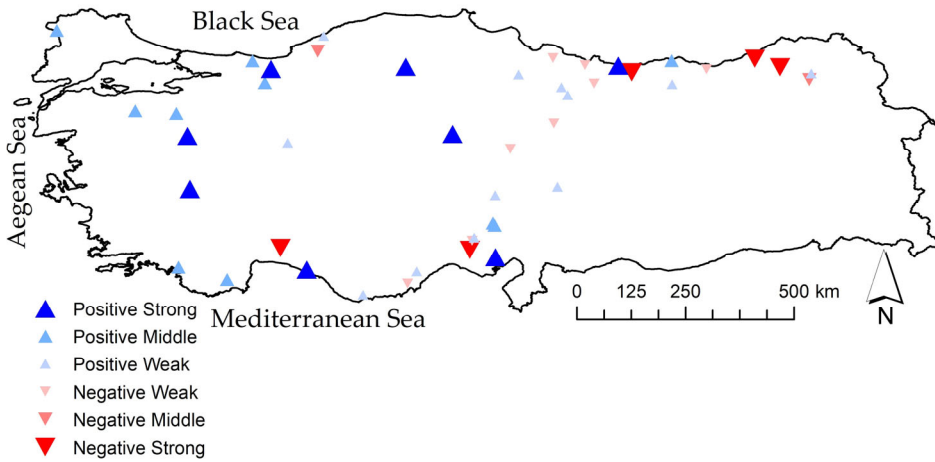 Black Sea
Aegean Sea
Mediterranean Sea
0 125 250 500 km
N
Positive Strong
Positive Middle
Positive Weak
Negative Weak
Negative Middle
Negative Strong